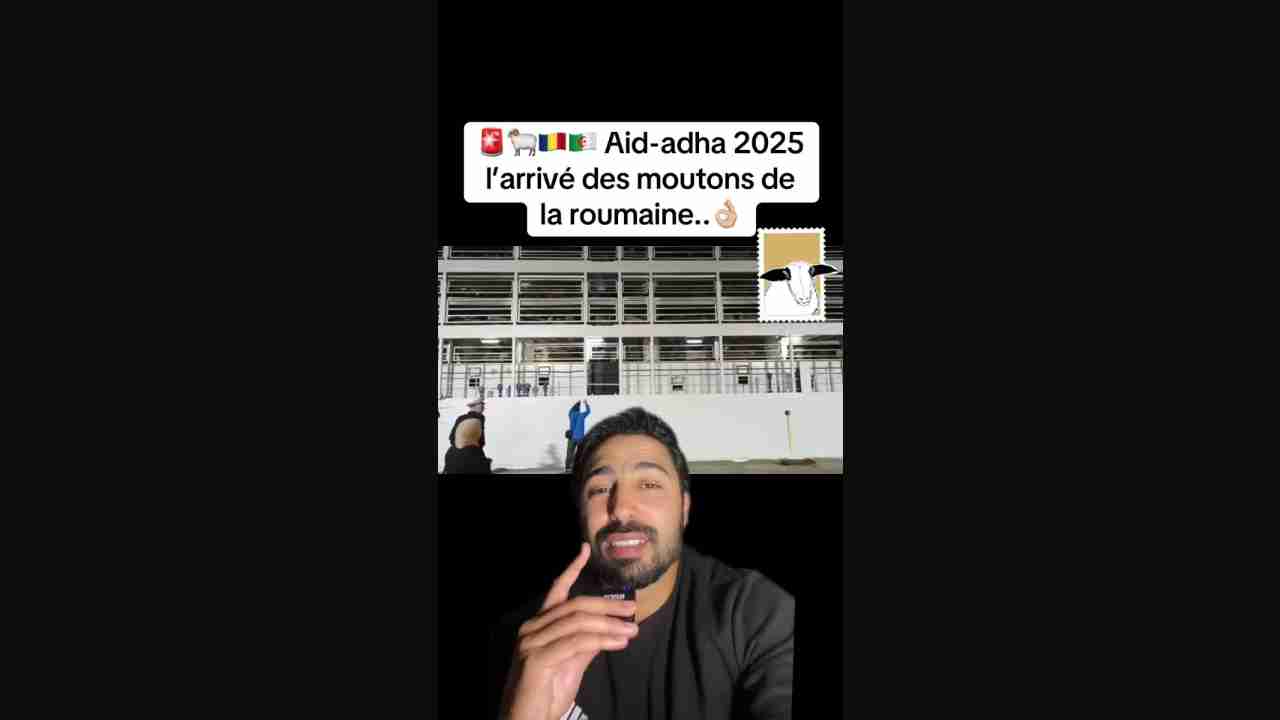 🚨🐏🇷🇴🇩🇿 Aid-adha 2025
l’arrivé des moutons de
la roumaine..👌🏼